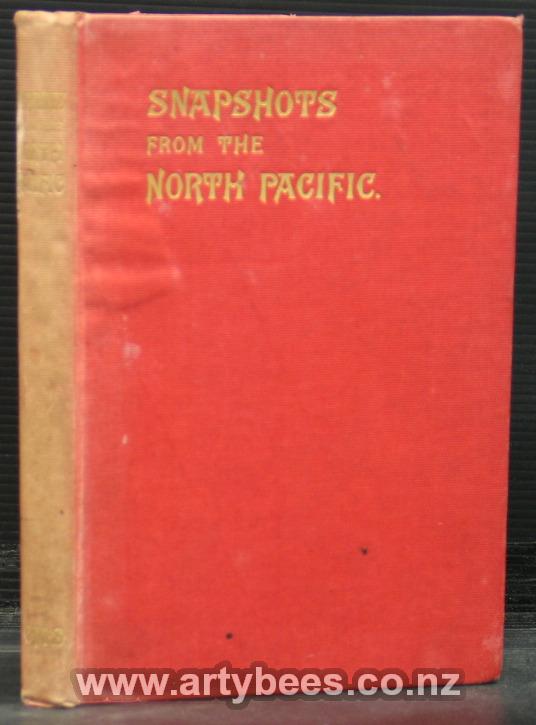 SNAPSHOTS
FROM THE
NORTH PACIFIC.
www.artybees.co.nz